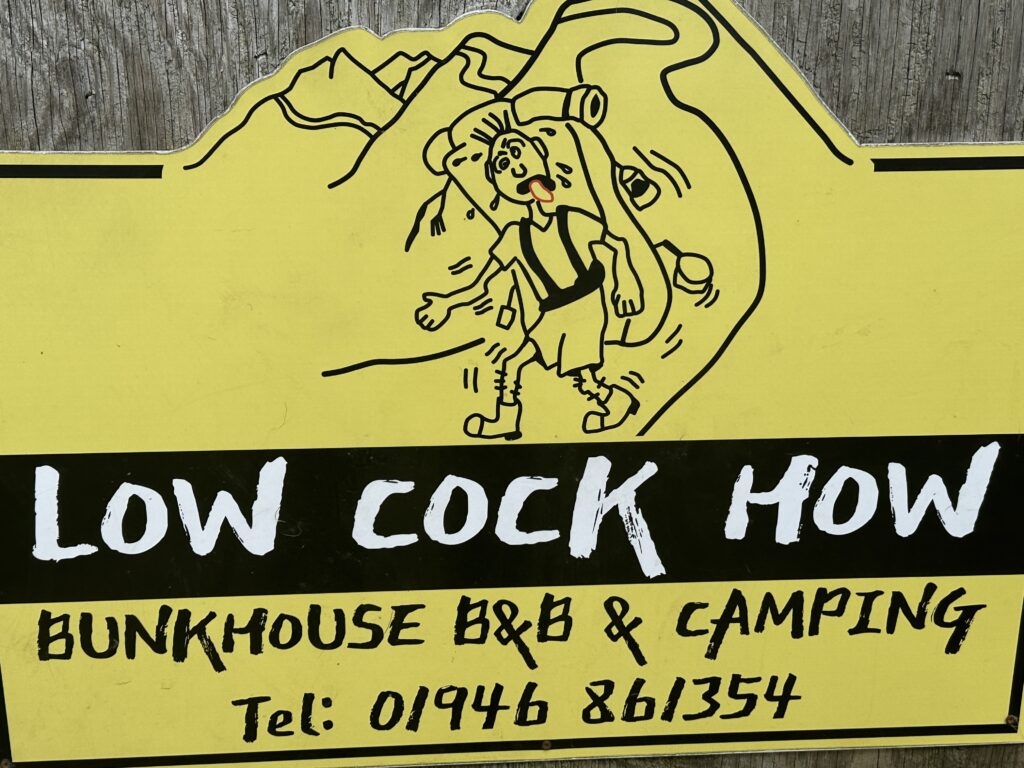 LOW COCK HOW
BUNKHOUSE B&B & CAMPING
Tel: 01946 861354